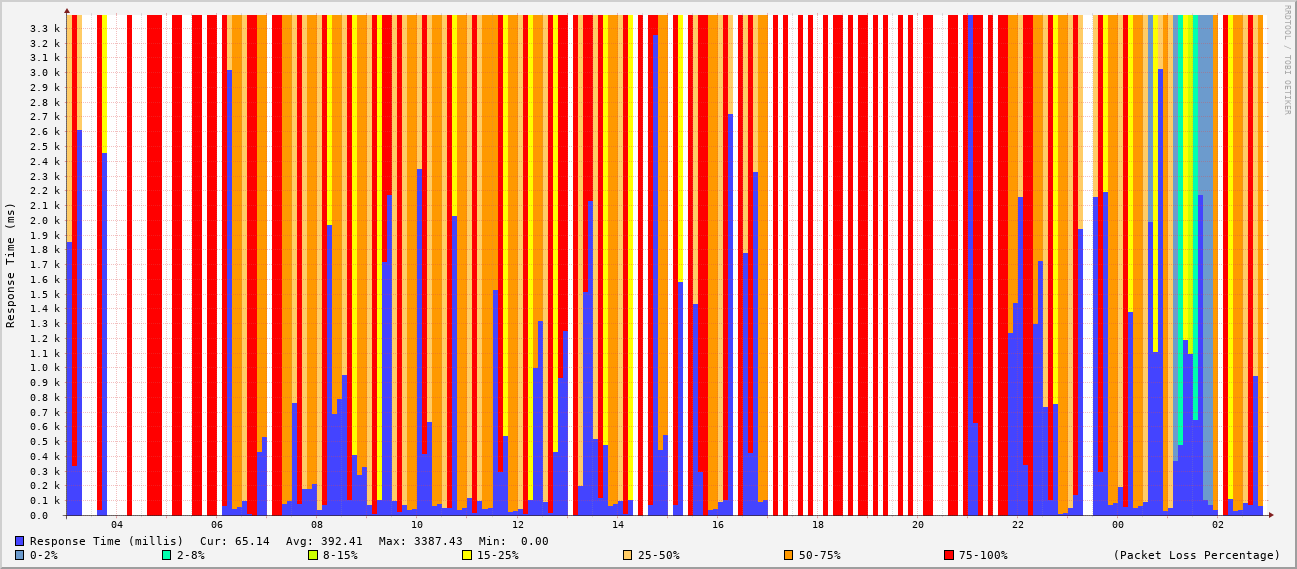 RRDTOOL / TOBI OETIKER
Response Time (ms)
3.3 k
3.2 k
3.1 k
3.0 k
2.9 k
2.8 k
2.7 k
2.6 k
2.5 k
2.4 k
2.3 k
2.2 k
2.1 k
2.0 k
1.9 k
1.8 k
1.7 k
1.6 k
1.5 k
1.4 k
1.3 k
1.2 k
1.1 k
1.0 k
0.9 k
0.8 k
0.7 k
0.6 k
0.5 k
0.4 k
0.3 k
0.2 k
0.1 k
0.0
04 06 08 10 12 14 16 18 20 22 00 02
Response Time (millis) Cur: 65.14 Avg: 392.41 Max: 3387.43 Min: 0.00
0-2% 2-8% 8-15% 15-25% 25-50% 50-75% 75-100% (Packet Loss Percentage)